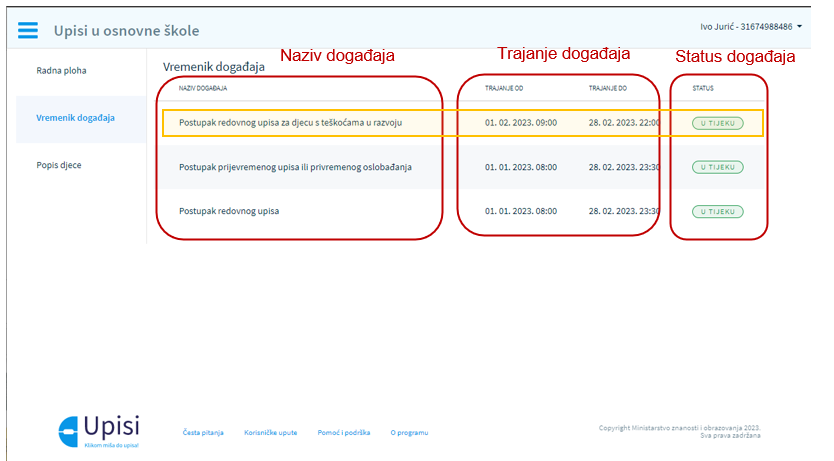 Upisi u osnovne škole
Ivo Jurić - 31674988486
Radna ploha
Vremenik događaja
Popis djece
Vremenik događaja
Naziv događaja
Trajanje događaja
Status događaja
NAZIV DOGAĐAJA TRAJANJE OD TRAJANJE DO STATUS
Postupak redovnog upisa za djecu s teškoćama u razvoju 01. 02. 2023. 09:00 28. 02. 2023. 22:00 U TIJEKU
Postupak prijevremenog upisa ili privremenog oslobađanja 01. 01. 2023. 08:00 28. 02. 2023. 23:30 U TIJEKU
Postupak redovnog upisa 01. 01. 2023. 08:00 28. 02. 2023. 23:30 U TIJEKU
Upisi
Klikom miša do upisa!
Česta pitanja Korisničke upute Pomoć i podrška O programu
Copyright Ministarstvo znanosti i obrazovanja 2023.
Sva prava zadržana